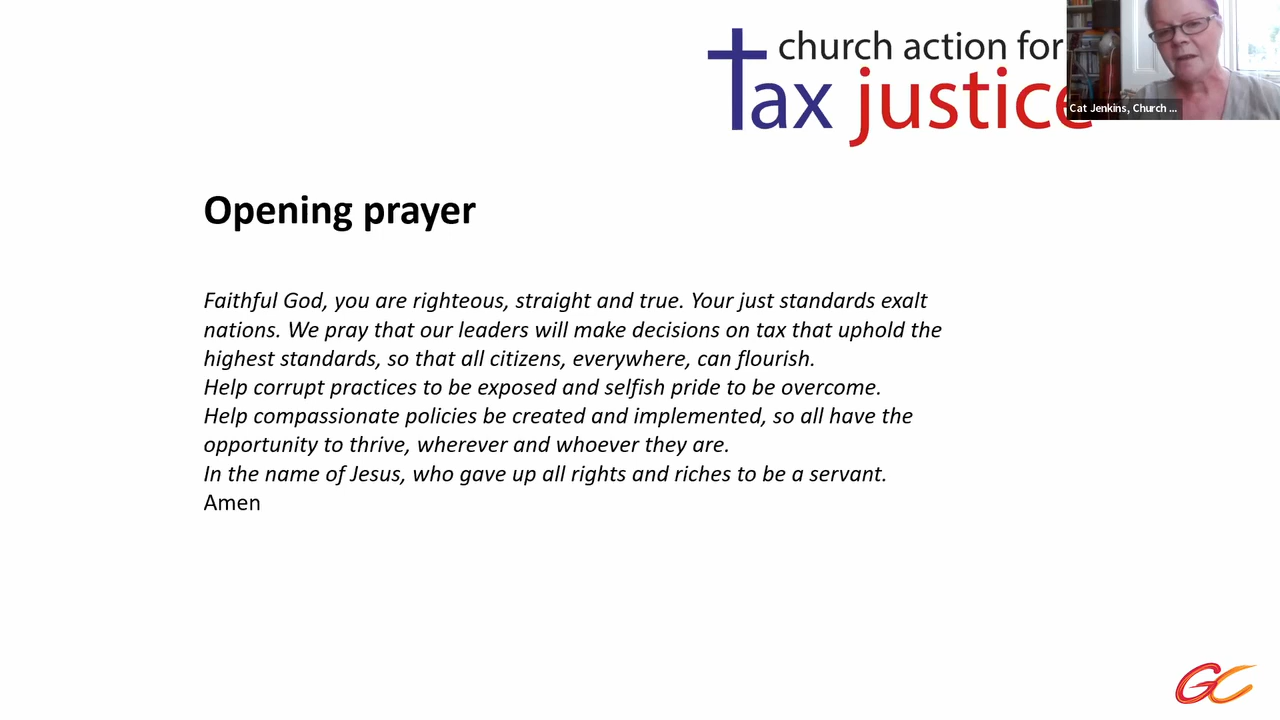 church action for
tax justice
Cat Jenkins, Church ...
Opening prayer
Faithful God, you are righteous, straight and true. Your just standards exalt
nations. We pray that our leaders will make decisions on tax that uphold the
highest standards, so that all citizens, everywhere, can flourish.
Help corrupt practices to be exposed and selfish pride to be overcome.
Help compassionate policies be created and implemented, so all have the
opportunity to thrive, wherever and whoever they are.
In the name of Jesus, who gave up all rights and riches to be a servant.
Amen
GC